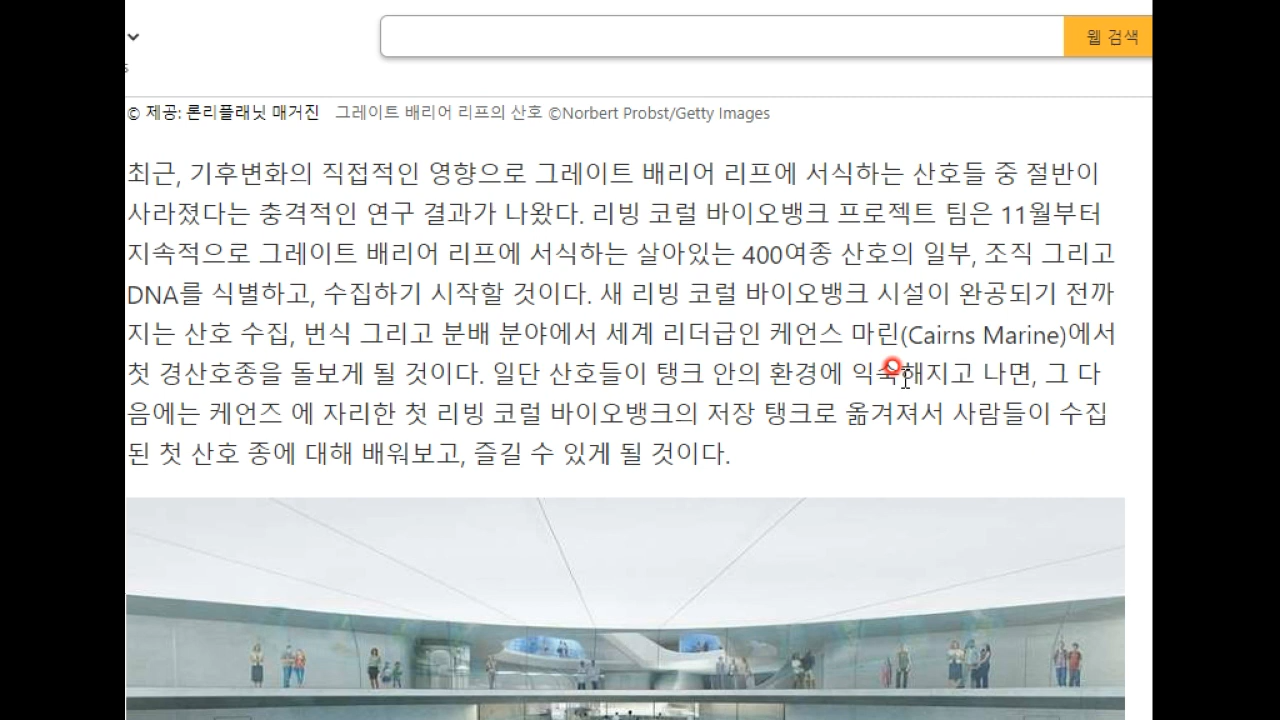 웹 검색
© 제공: 론리플래닛 매거진 그레이트 배리어 리프의 산호 ©Norbert Probst/Getty Images
최근, 기후변화의 직접적인 영향으로 그레이트 배리어 리프에 서식하는 산호들 중 절반이
사라졌다는 충격적인 연구 결과가 나왔다. 리빙 코럴 바이오뱅크 프로젝트 팀은 11월부터
지속적으로 그레이트 배리어 리프에 서식하는 살아있는 400여종 산호의 일부, 조직 그리고
DNA를 식별하고, 수집하기 시작할 것이다. 새 리빙 코럴 바이오뱅크 시설이 완공되기 전까
지는 산호 수집, 번식 그리고 분배 분야에서 세계 리더급인 케언스 마린(Cairns Marine)에서
첫 경산호종을 돌보게 될 것이다. 일단 산호들이 탱크 안의 환경에 익숙해지고 나면, 그 다
음에는 케언즈 에 자리한 첫 리빙 코럴 바이오뱅크의 저장 탱크로 옮겨져서 사람들이 수집
된 첫 산호 종에 대해 배워보고, 즐길 수 있게 될 것이다.